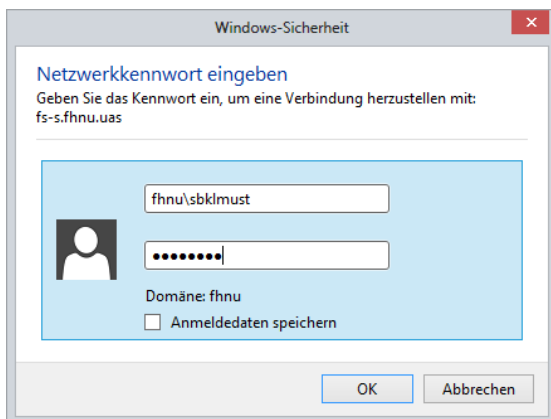 Windows-Sicherheit
Netzwerkkennwort eingeben
Geben Sie das Kennwort ein, um eine Verbindung herzustellen mit:
fs-s.fhnu.uas
fhnu\sbklmust
●●●●●●●●
Domäne: fhnu
Anmeldedaten speichern
OK
Abbrechen